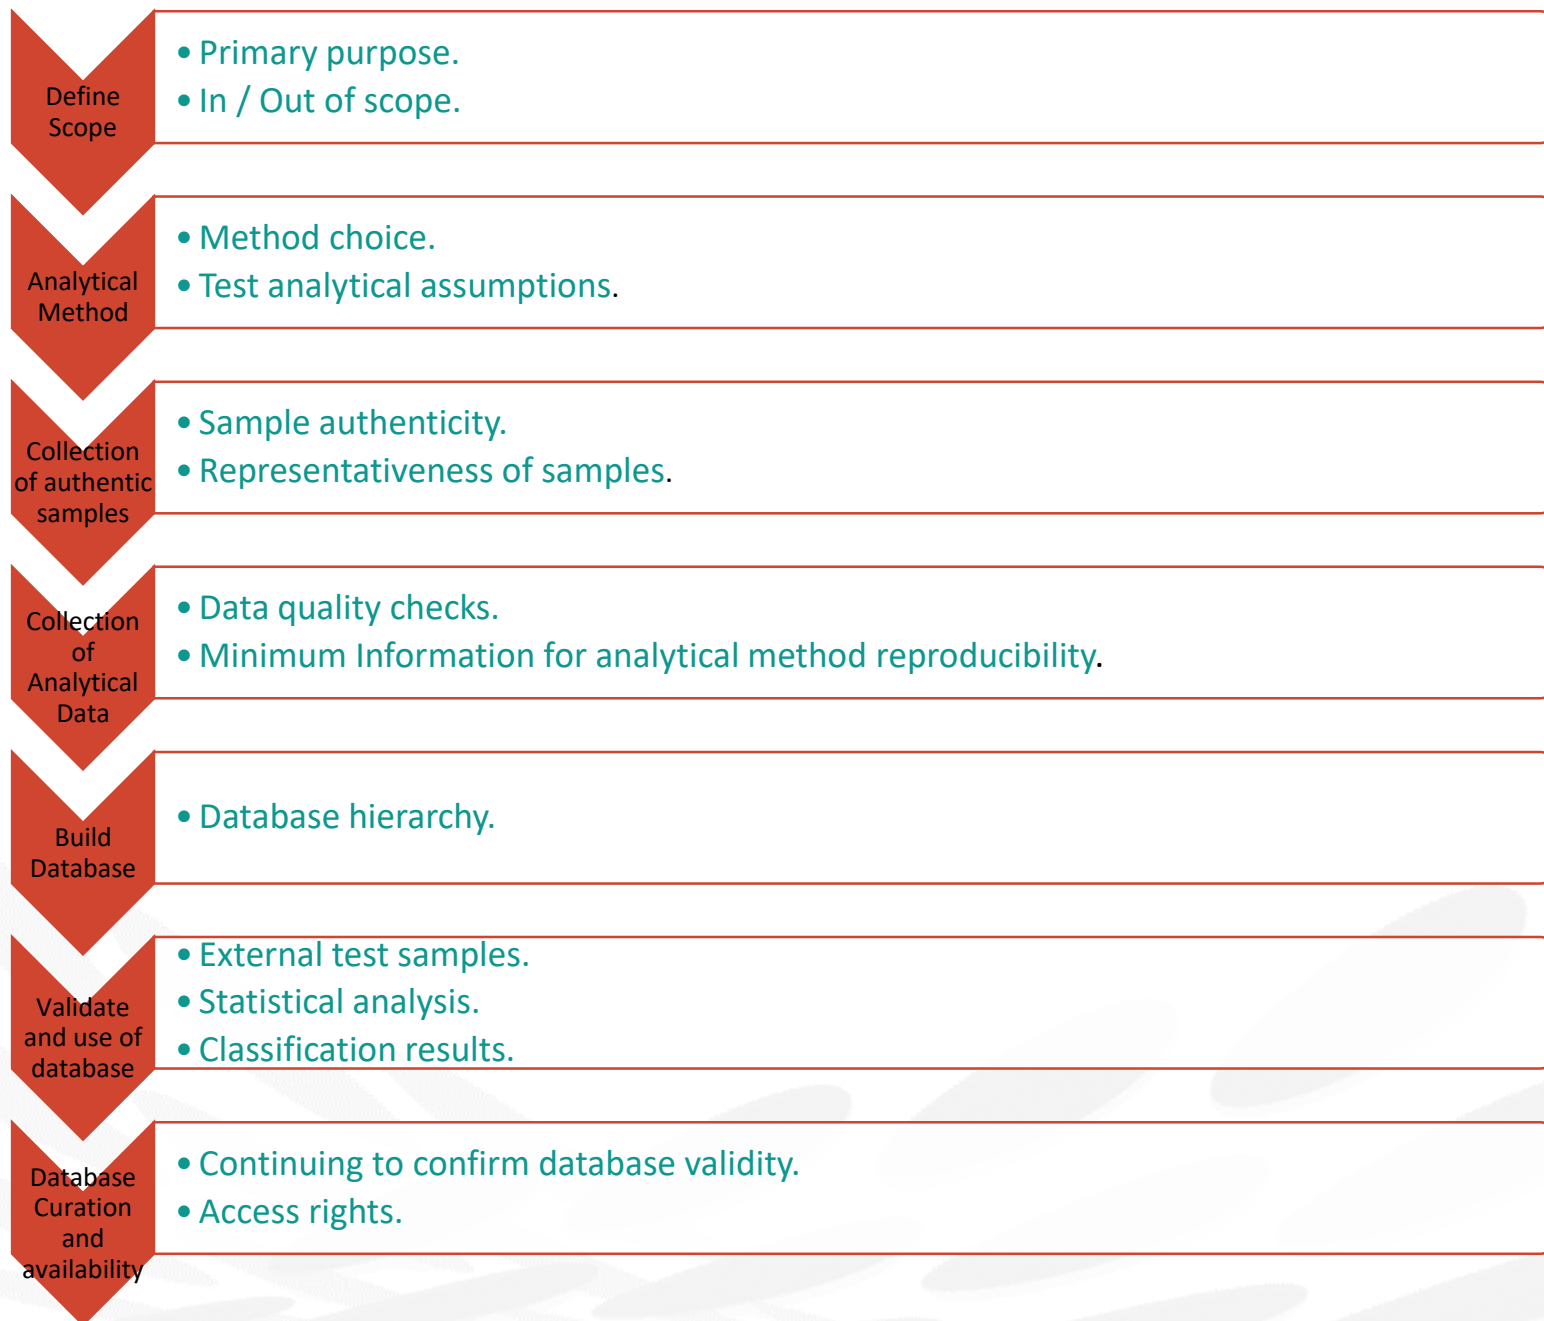 Define
Scope
• Primary purpose.
• In / Out of scope.
Analytical
Method
• Method choice.
• Test analytical assumptions.
Collection
of authentic
samples
• Sample authenticity.
• Representativeness of samples.
Collection
of
Analytical
Data
• Data quality checks.
• Minimum Information for analytical method reproducibility.
Build
Database
• Database hierarchy.
Validate
and use of
database
• External test samples.
• Statistical analysis.
• Classification results.
Database
Curation
and
availability
• Continuing to confirm database validity.
• Access rights.